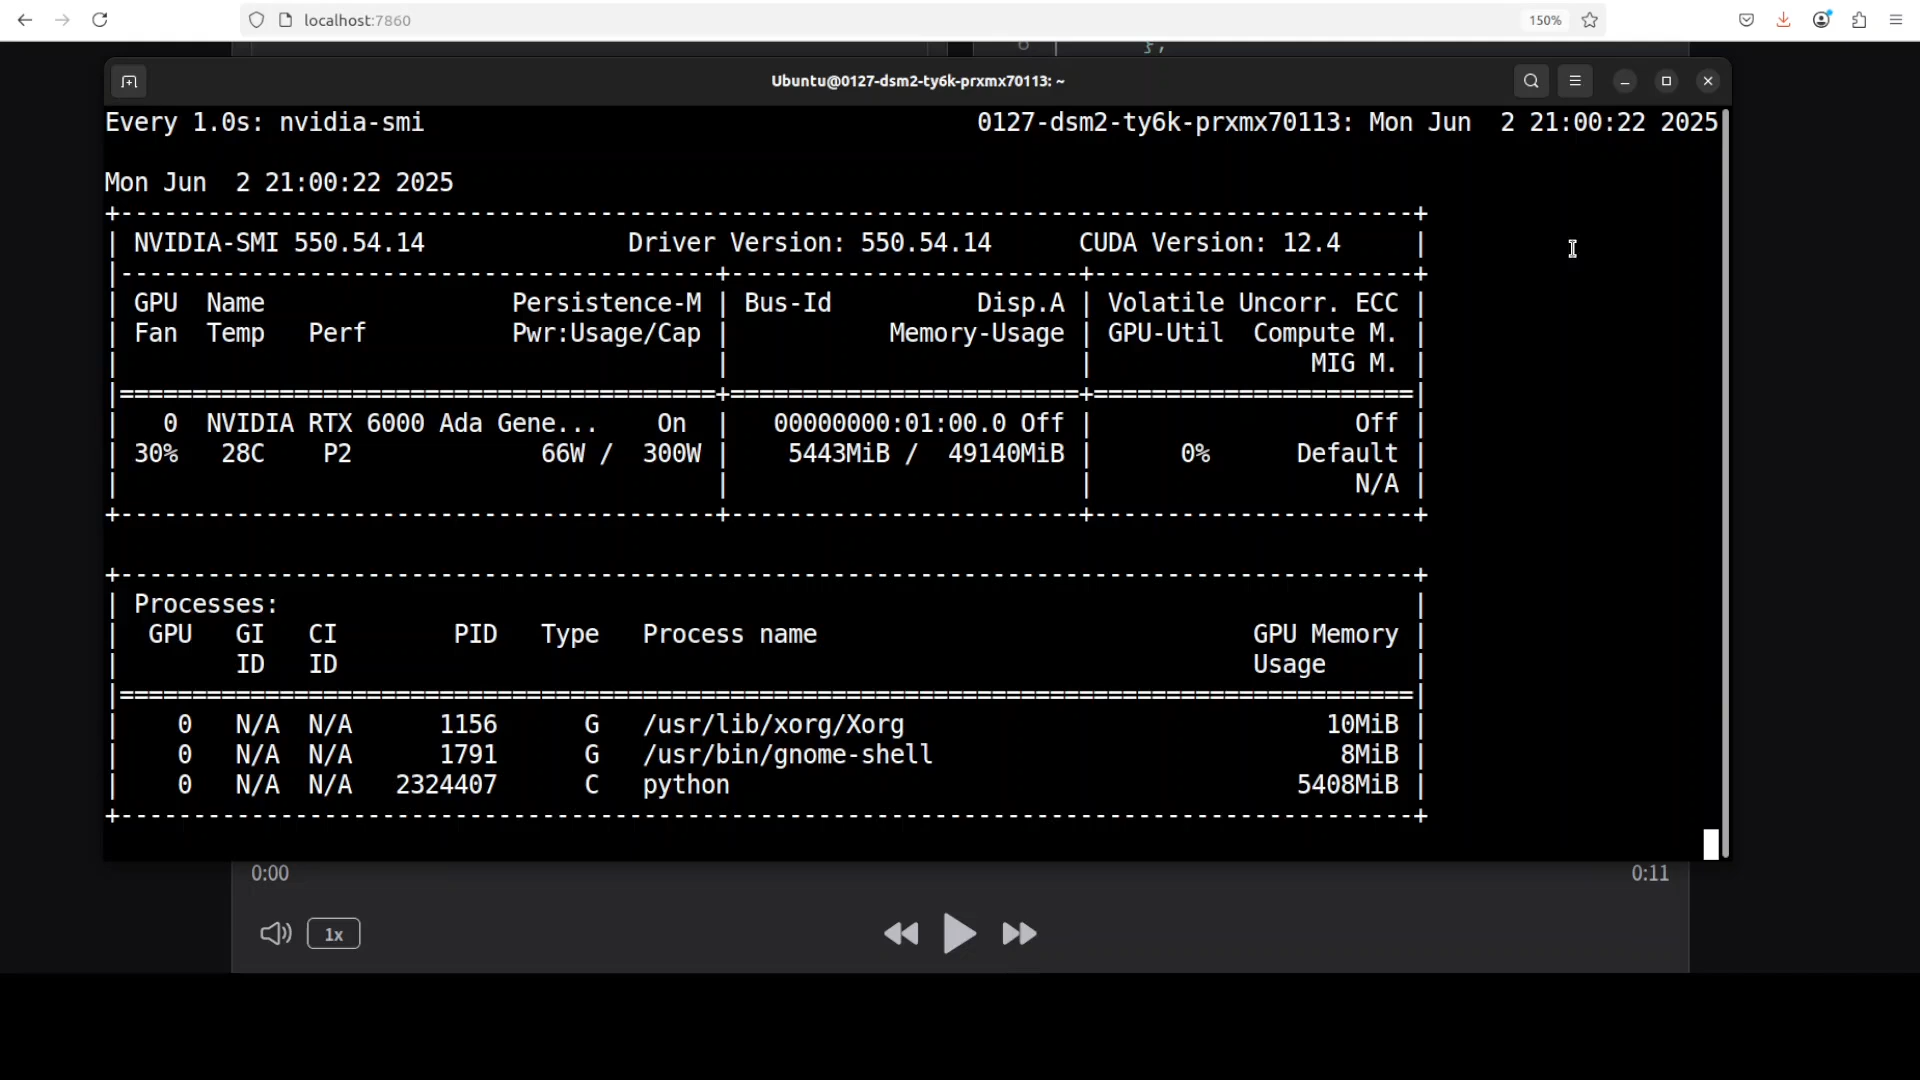 localhost:7860
150%
6
},
Ubuntu@0127-dsm2-ty6k-prxmx70113: ~
Every 1.0s: nvidia-smi 0127-dsm2-ty6k-prxmx70113: Mon Jun  2 21:00:22 2025
Mon Jun  2 21:00:22 2025
+-----------------------------------------------------------------------------------------+
| NVIDIA-SMI 550.54.14              Driver Version: 550.54.14      CUDA Version: 12.4     |
|-----------------------------------------+------------------------+----------------------+
| GPU  Name                 Persistence-M | Bus-Id          Disp.A | Volatile Uncorr. ECC |
| Fan  Temp   Perf          Pwr:Usage/Cap |           Memory-Usage | GPU-Util  Compute M. |
|                                         |                        |               MIG M. |
|=========================================+========================+======================|
|   0  NVIDIA RTX 6000 Ada Gene...    On  |   00000000:01:00.0 Off |                  Off |
| 30%   28C    P2             66W /  300W |    5443MiB /  49140MiB |      0%      Default |
|                                         |                        |                  N/A |
+-----------------------------------------+------------------------+----------------------+
+-----------------------------------------------------------------------------------------+
| Processes:                                                                              |
|  GPU   GI   CI        PID   Type   Process name                              GPU Memory |
|        ID   ID                                                               Usage      |
|=========================================================================================|
|    0   N/A  N/A      1156      G   /usr/lib/xorg/Xorg                             10MiB |
|    0   N/A  N/A      1791      G   /usr/bin/gnome-shell                            8MiB |
|    0   N/A  N/A   2324407      C   python                                       5408MiB |
+-----------------------------------------------------------------------------------------+
0:00 0:11
1x